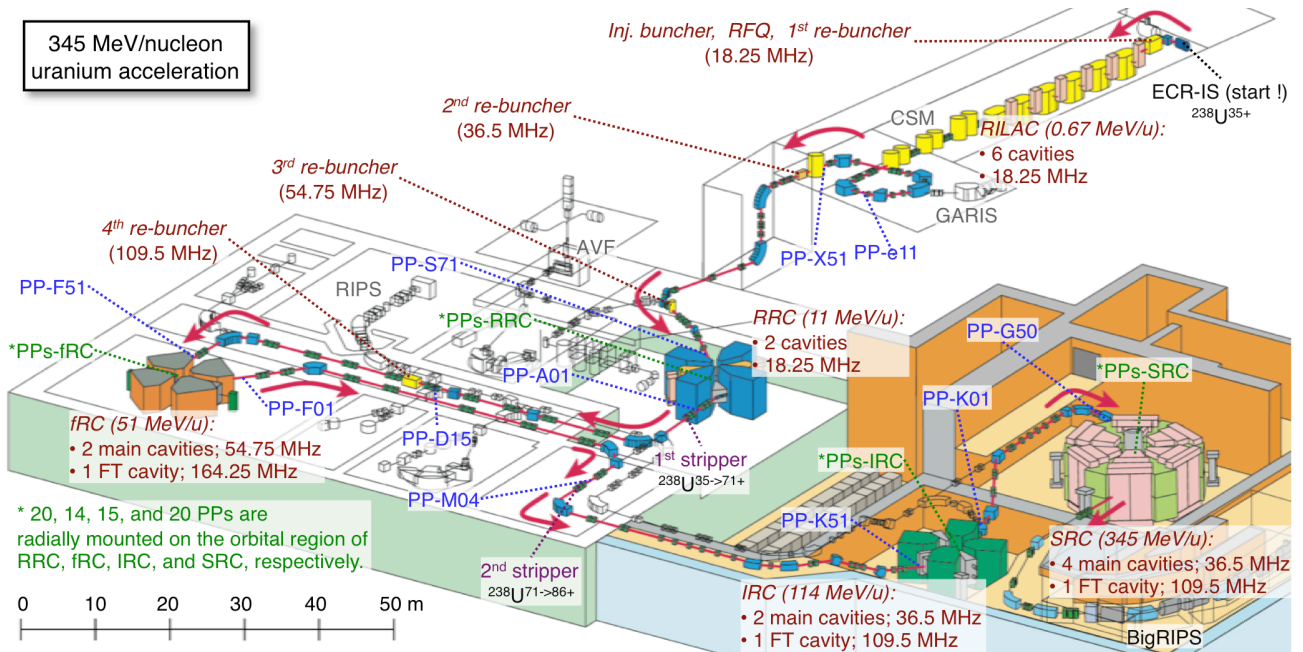 345 MeV/nucleon
uranium acceleration
Inj. buncher, RFQ, 1st re-buncher
(18.25 MHz)
ECR-IS (start !)
238U35+
2nd re-buncher
(36.5 MHz)
CSM
RILAC (0.67 MeV/u):
• 6 cavities
• 18.25 MHz
3rd re-buncher
(54.75 MHz)
GARIS
4th re-buncher
(109.5 MHz)
AVF
PP-X51
PP-e11
PP-S71
PP-F51
RIPS
*PPs-RRC
RRC (11 MeV/u):
• 2 cavities
• 18.25 MHz
PP-G50
*PPs-fRC
*PPs-SRC
PP-A01
PP-K01
PP-F01
fRC (51 MeV/u):
• 2 main cavities; 54.75 MHz
• 1 FT cavity; 164.25 MHz
PP-D15
1st stripper
238U35->71+
*PPs-IRC
PP-M04
PP-K51
* 20, 14, 15, and 20 PPs are
radially mounted on the orbital region of
RRC, fRC, IRC, and SRC, respectively.
SRC (345 MeV/u):
• 4 main cavities; 36.5 MHz
• 1 FT cavity; 109.5 MHz
2nd stripper
238U71->86+
IRC (114 MeV/u):
• 2 main cavities; 36.5 MHz
• 1 FT cavity; 109.5 MHz
BigRIPS
0 10 20 30 40 50 m